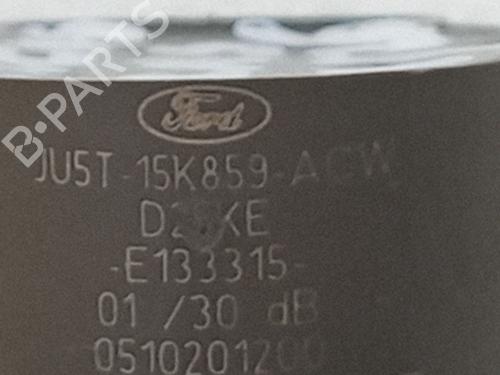 B-PARTS
Ford
JU5T-15K859-ACW
-E133315-
01 /30 dB